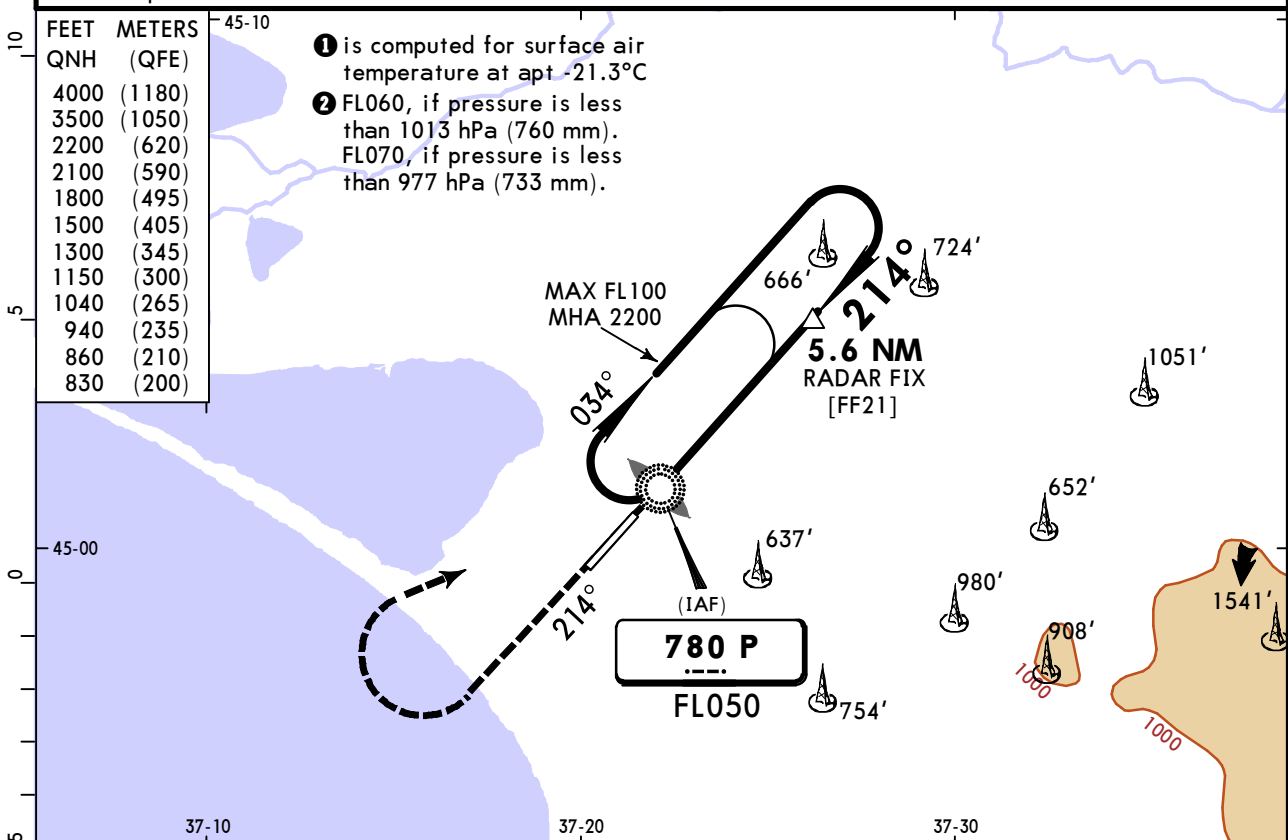 FEET METERS
QNH (QFE)
4000 (1180)
3500 (1050)
2200 (620)
2100 (590)
1800 (495)
1500 (405)
1300 (345)
1150 (300)
1040 (265)
940 (235)
860 (210)
830 (200)
45-10
❶ is computed for surface air
temperature at apt -21.3°C
❷ FL060, if pressure is less
than 1013 hPa (760 mm).
FL070, if pressure is less
than 977 hPa (733 mm).
10
5
0
MAX FL100
MHA 2200
666'
724'
214°
5.6 NM
RADAR FIX
[FF21]
034°
1051'
652'
45-00
637'
214°
(IAF)
780 P
FL050
754'
980'
908'
1000
1541'
1000
37-10
37-20
37-30